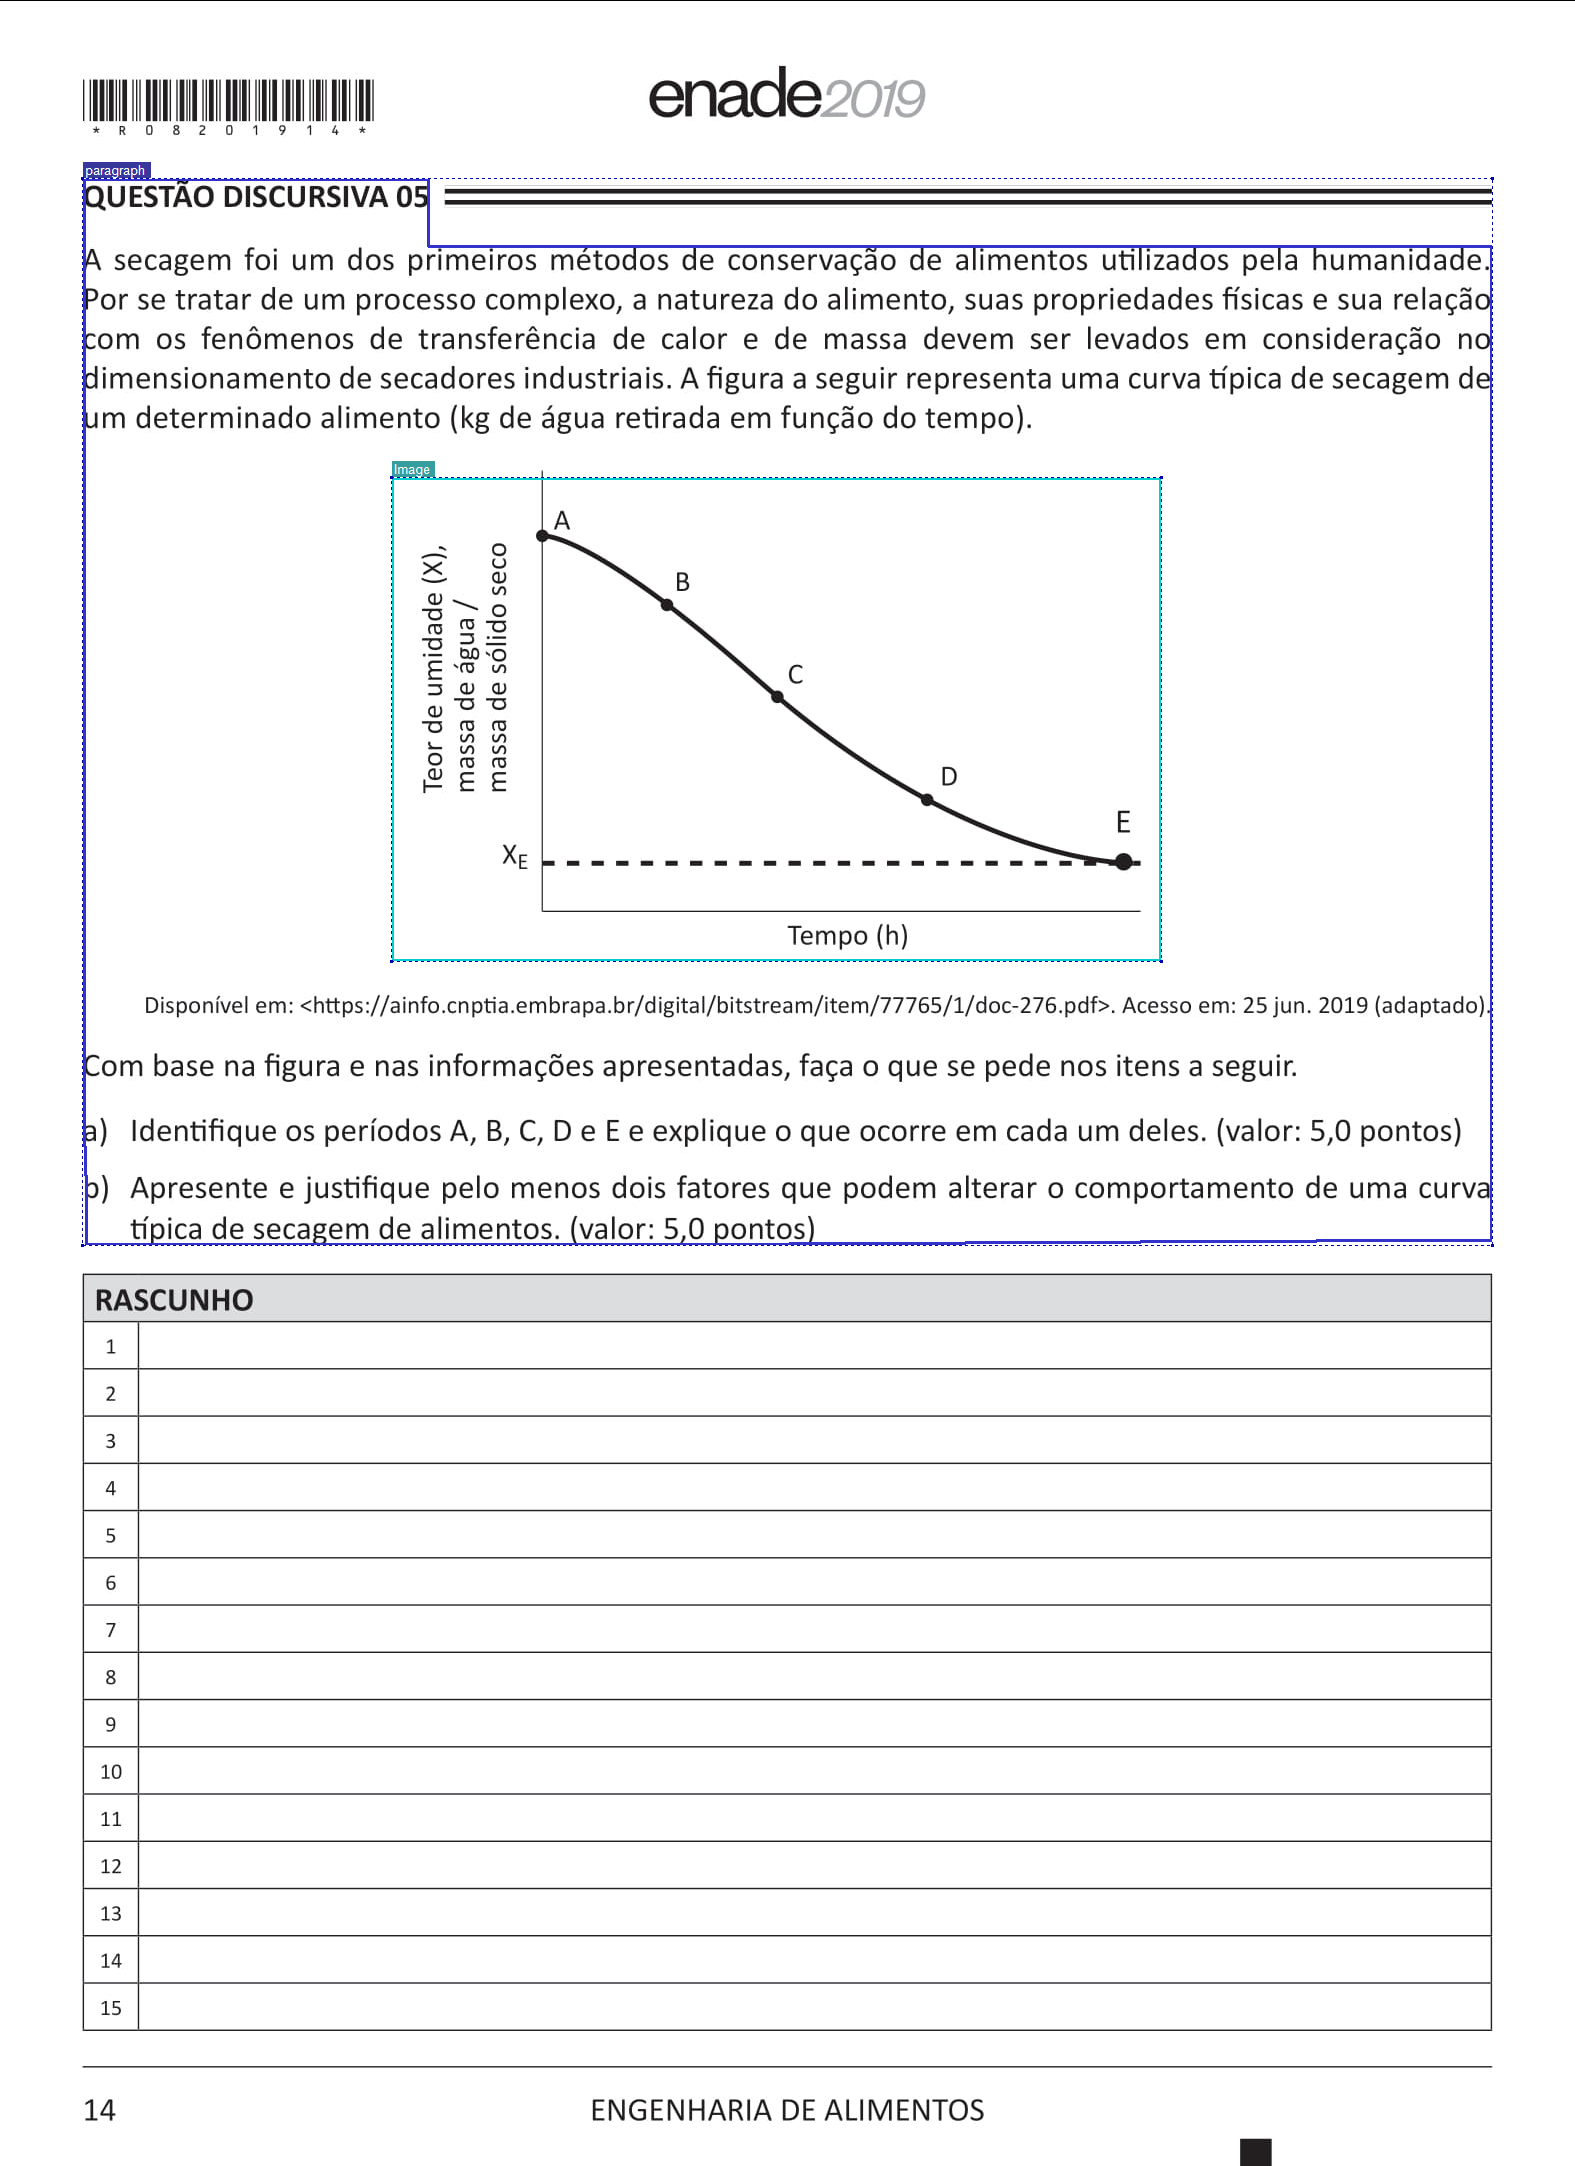 *R08201914*
enade2019
paragraph
QUESTÃO DISCURSIVA 05
A secagem foi um dos primeiros métodos de conservação de alimentos utilizados pela humanidade.
Por se tratar de um processo complexo, a natureza do alimento, suas propriedades físicas e sua relação
com os fenômenos de transferência de calor e de massa devem ser levados em consideração no
dimensionamento de secadores industriais. A figura a seguir representa uma curva típica de secagem de
um determinado alimento (kg de água retirada em função do tempo).
Image
Teor de umidade (X),
massa de água /
massa de sólido seco
A
B
C
D
E
XE
Tempo (h)
Disponível em: <https://ainfo.cnptia.embrapa.br/digital/bitstream/item/77765/1/doc-276.pdf>. Acesso em: 25 jun. 2019 (adaptado).
Com base na figura e nas informações apresentadas, faça o que se pede nos itens a seguir.
a) Identifique os períodos A, B, C, D e E e explique o que ocorre em cada um deles. (valor: 5,0 pontos)
b) Apresente e justifique pelo menos dois fatores que podem alterar o comportamento de uma curva
típica de secagem de alimentos. (valor: 5,0 pontos)
RASCUNHO
1
2
3
4
5
6
7
8
9
10
11
12
13
14
15
14
ENGENHARIA DE ALIMENTOS